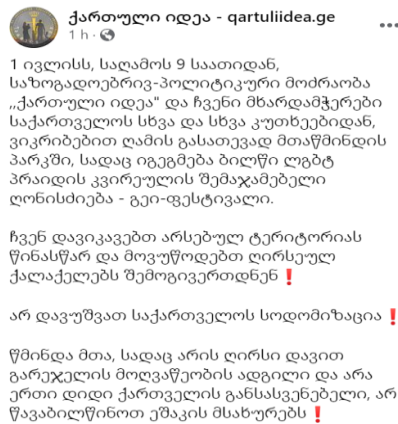 ქართული იდეა - qartuliidea.ge
1 h ·
1 ივლისს, საღამოს 9 საათიდან,
საზოგადოებრივ-პოლიტიკური მოძრაობა
,,ქართული იდეა" და ჩვენი მხარდამჭერები
საქართველოს სხვა და სხვა კუთხეებიდან,
ვიკრიბებით ღამის გასათევად მთაწმინდის
პარკში, სადაც იგეგმება ბილწი ლგბტ
პრაიდის კვირეულის შემაჯამებელი
ღონისძიება - გეი-ფესტივალი.
ჩვენ დავიკავებთ არსებულ ტერიტორიას
წინასწარ და მოვუწოდებთ ღირსეულ
ქალაქელებს შემოგივერთდნენ❗
არ დავუშვათ საქართველოს სოდომიზაცია❗
წმინდა მთა, სადაც არის ღირსი დავით
გარეჯელის მოღვაწეობის ადგილი და არა
ერთი დიდი ქართველის განსასვენებელი, არ
წავაბილწინოთ ეშაკის მსახურებს❗